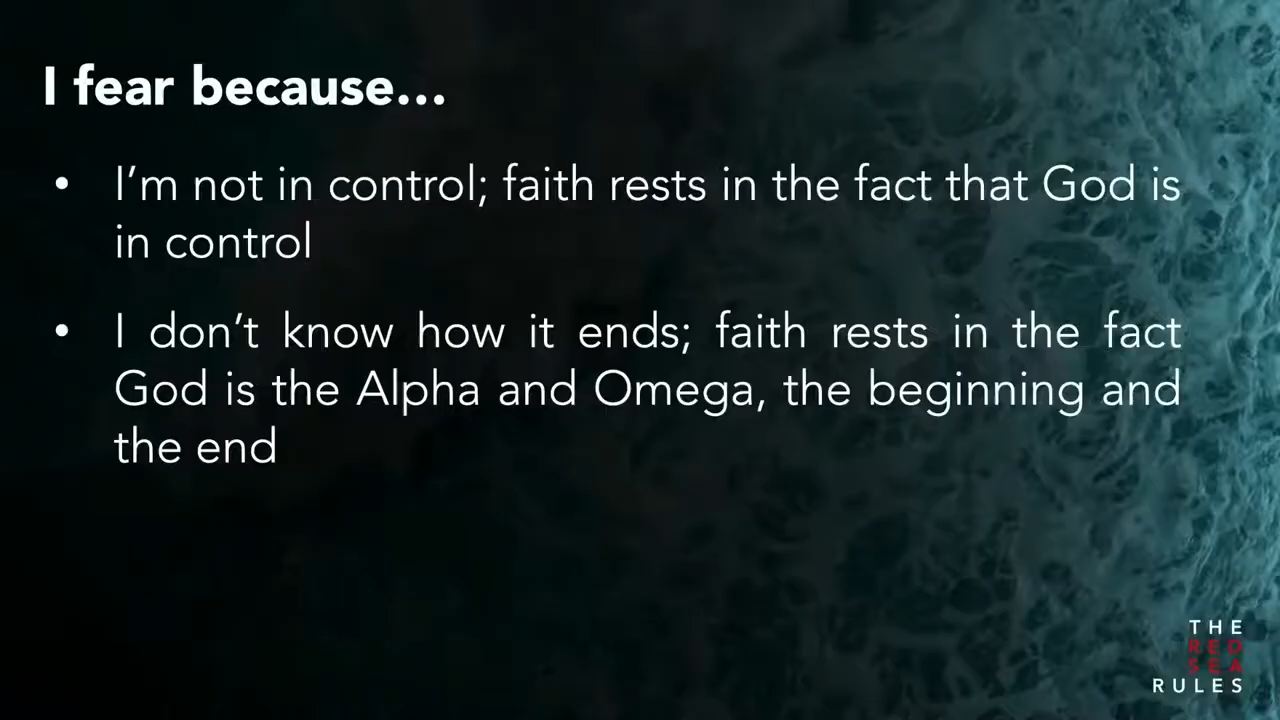 I fear because...
• I’m not in control; faith rests in the fact that God is
in control
• I don’t know how it ends; faith rests in the fact
God is the Alpha and Omega, the beginning and
the end
THE
RED
SEA
RULES